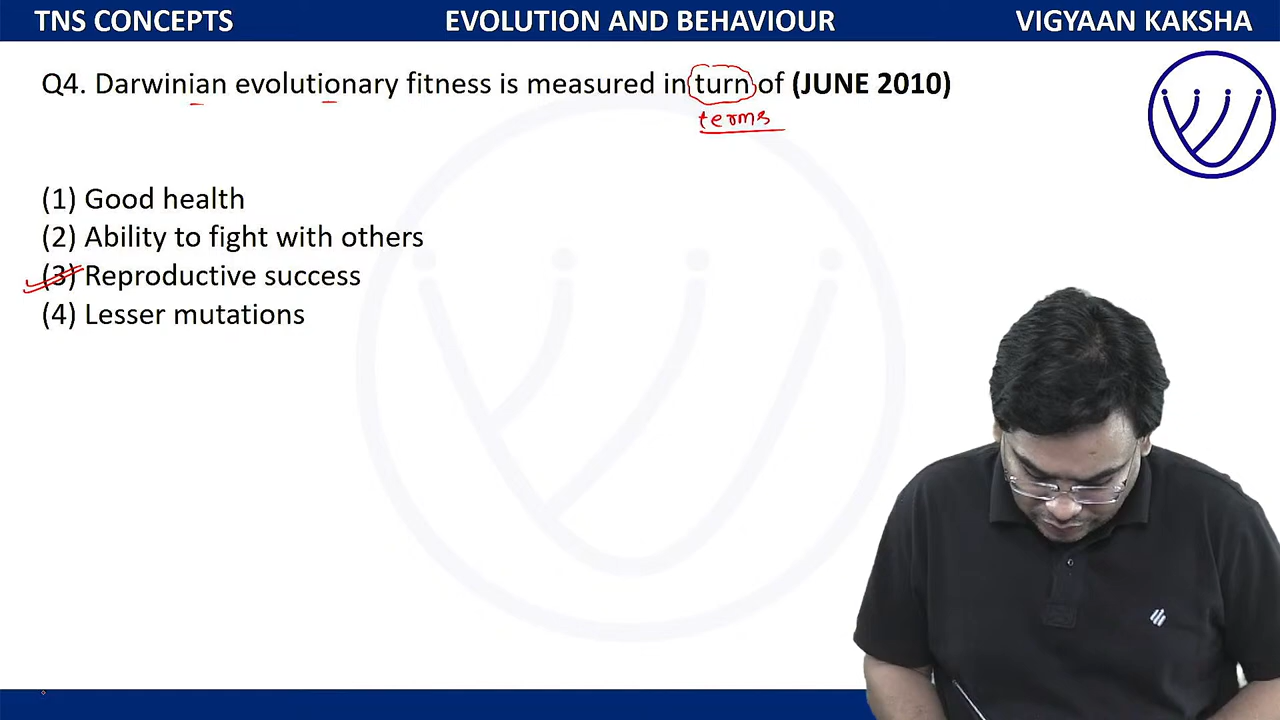 TNS CONCEPTS EVOLUTION AND BEHAVIOUR VIGYAAN KAKSHA
Q4. Darwinian evolutionary fitness is measured in turn of (JUNE 2010)
terms
(1) Good health
(2) Ability to fight with others
(3) Reproductive success
(4) Lesser mutations